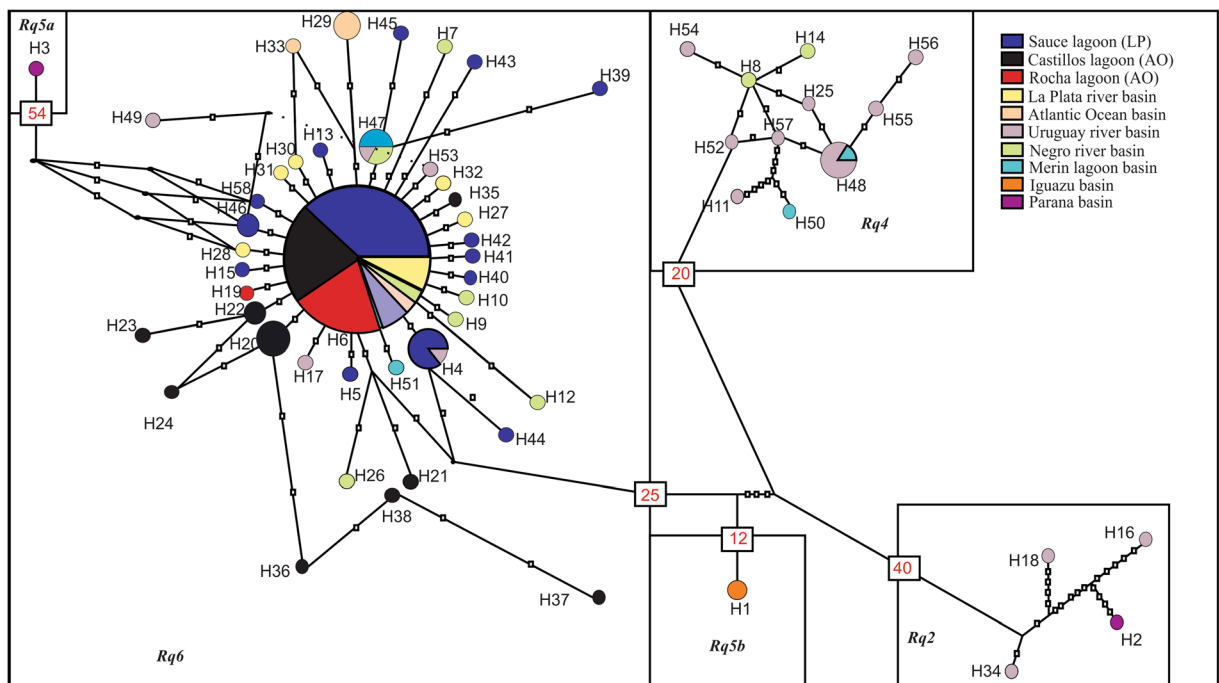 Rq5a
H3
54
H49
H33
H29
H45
H7
H43
H39
H47
H13
H30
H31
H53
H32
H35
H27
H42
H41
H40
H10
H9
H58
H46
H28
H15
H19
H22
H23
H20
H24
H6
H17
H5
H51
H4
H12
H44
H26
H21
H38
H36
H37
Rq6
H54
H14
H8
H25
H56
H55
H57
H52
H48
H11
H50
Rq4
20
25
12
H1
Rq5b
40
H16
H18
H2
H34
Rq2
Sauce lagoon (LP)
Castillos lagoon (AO)
Rocha lagoon (AO)
La Plata river basin
Atlantic Ocean basin
Uruguay river basin
Negro river basin
Merin lagoon basin
Iguazu basin
Parana basin